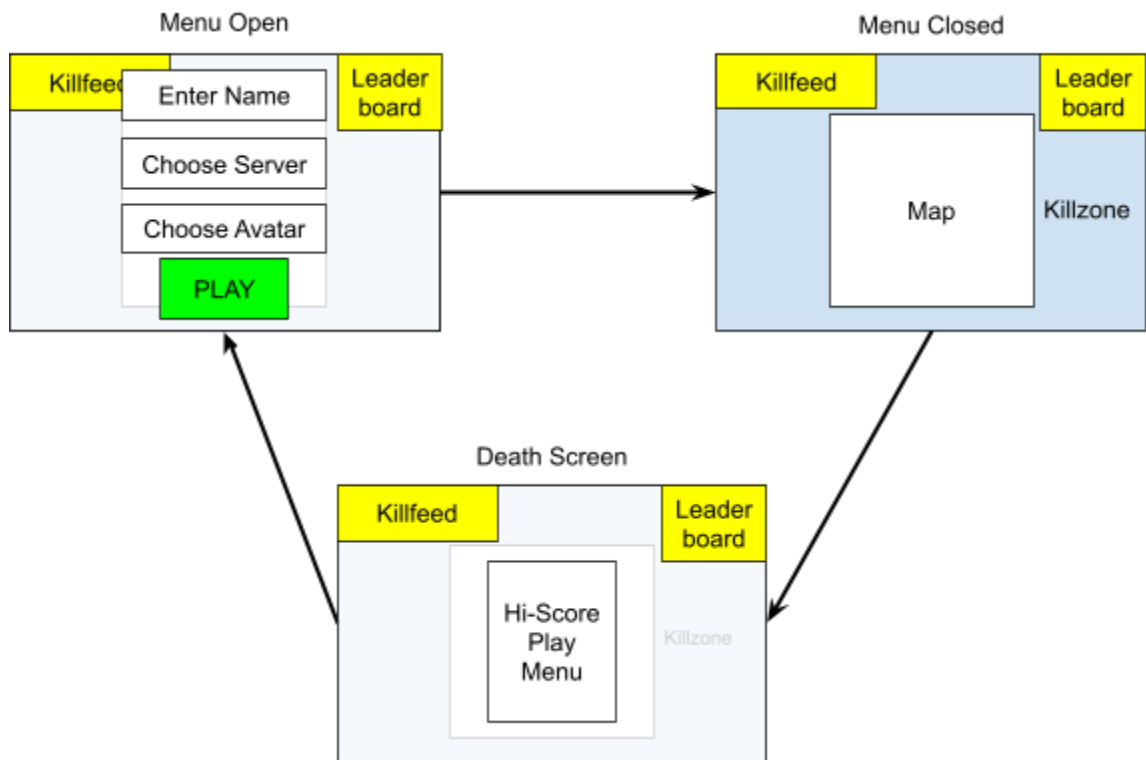 Menu Open
Killfeed
Enter Name
Choose Server
Choose Avatar
PLAY
Leader
board
Menu Closed
Killfeed
Leader
board
Map
Killzone
Death Screen
Killfeed
Leader
board
Hi-Score
Play
Menu
Killzone